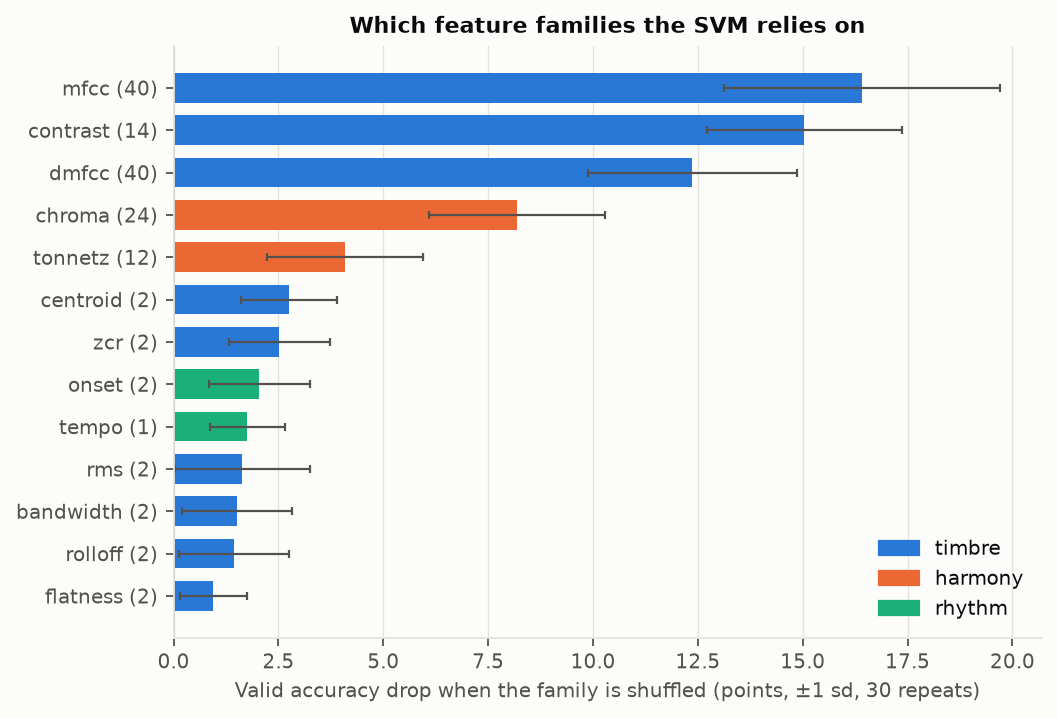 Which feature families the SVM relies on
mfcc (40)
contrast (14)
dmfcc (40)
chroma (24)
tonnetz (12)
centroid (2)
zcr (2)
onset (2)
tempo (1)
rms (2)
bandwidth (2)
rolloff (2)
flatness (2)
timbre
harmony
rhythm
0.0 2.5 5.0 7.5 10.0 12.5 15.0 17.5 20.0
Valid accuracy drop when the family is shuffled (points, ±1 sd, 30 repeats)